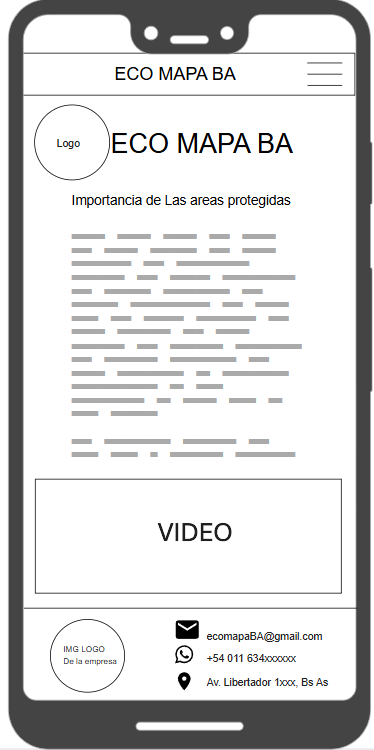 ECO MAPA BA
Logo
ECO MAPA BA
Importancia de Las areas protegidas
VIDEO
IMG LOGO
De la empresa
ecomapaBA@gmail.com
+54 011 634xxxxxx
Av. Libertador 1xxx, Bs As